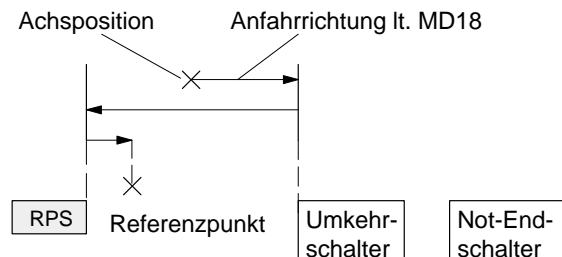 Achsposition Anfahrrichtung lt. MD18
RPS Referenzpunkt Umkehr- Not-End-
schalter schalter